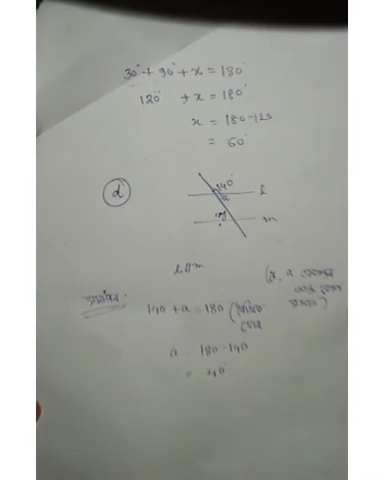 30° + 90° + x = 180°
120° + x = 180°
x = 180 - 120
= 60°
d
140°
a
l
y
m
l || m
140 + a = 180°
a = 180 - 140
= 40°